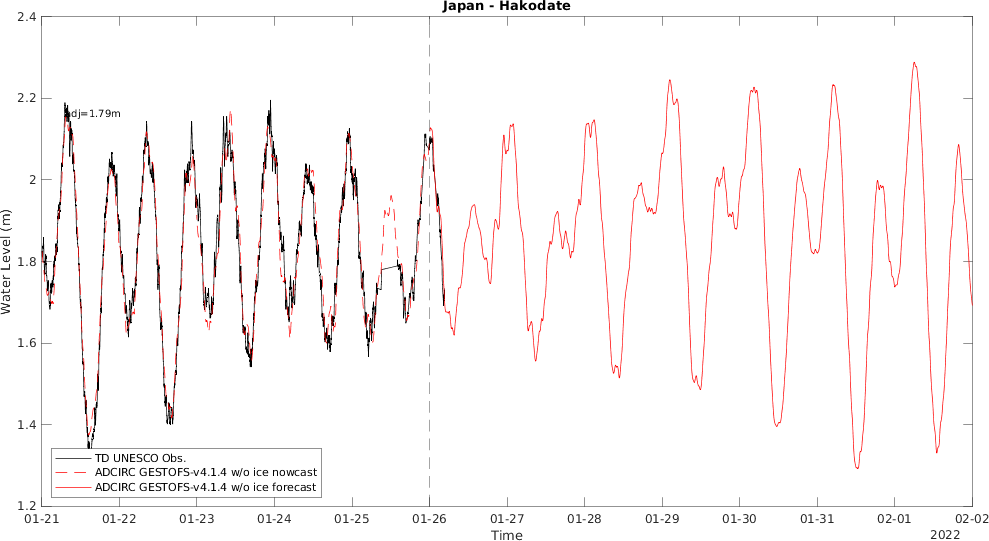 Japan - Hakodate
2.4
2.2
2
1.8
1.6
1.4
1.2
Water Level (m)
dj=1.79m
TD UNESCO Obs.
ADCIRC GESTOFS-v4.1.4 w/o ice nowcast
ADCIRC GESTOFS-v4.1.4 w/o ice forecast
01-21 01-22 01-23 01-24 01-25 01-26 01-27 01-28 01-29 01-30 01-31 02-01 02-02
Time
2022